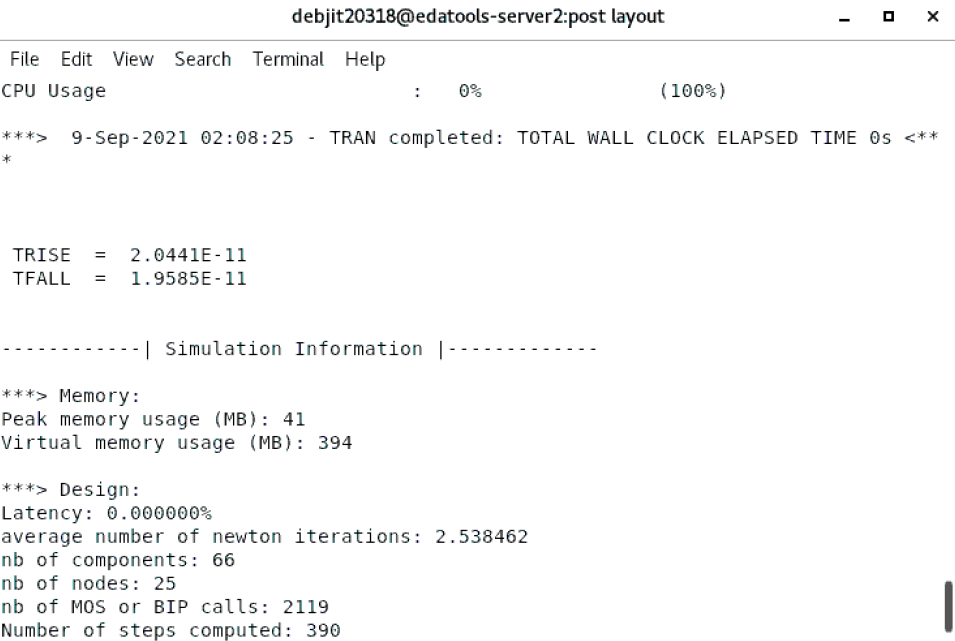 debjit20318@edatools-server2:post layout
File Edit View Search Terminal Help
CPU Usage : 0% (100%)
***> 9-Sep-2021 02:08:25 - TRAN completed: TOTAL WALL CLOCK ELAPSED TIME 0s <**
*
TRISE = 2.0441E-11
TFALL = 1.9585E-11
------------| Simulation Information |-------------
***> Memory:
Peak memory usage (MB): 41
Virtual memory usage (MB): 394
***> Design:
Latency: 0.000000%
average number of newton iterations: 2.538462
nb of components: 66
nb of nodes: 25
nb of MOS or BIP calls: 2119
Number of steps computed: 390